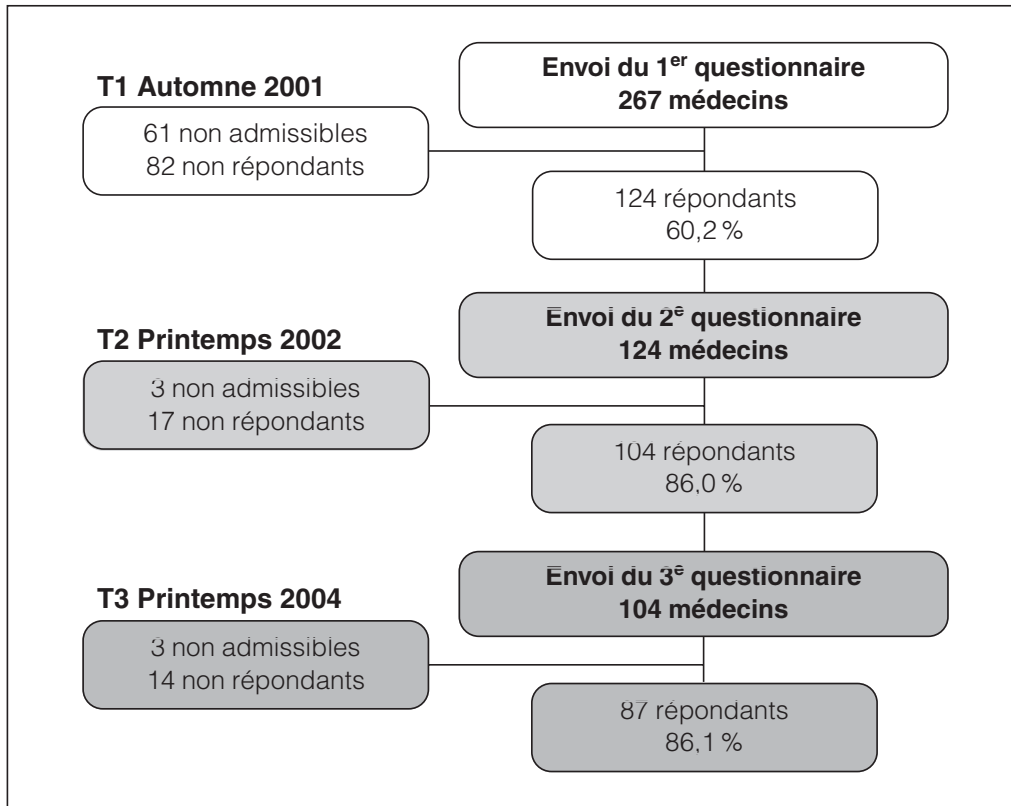 Envoi du 1er questionnaire
267 médecins
T1 Automne 2001
61 non admissibles
82 non répondants
124 répondants
60,2 %
Envoi du 2e questionnaire
124 médecins
T2 Printemps 2002
3 non admissibles
17 non répondants
104 répondants
86,0 %
Envoi du 3e questionnaire
104 médecins
T3 Printemps 2004
3 non admissibles
14 non répondants
87 répondants
86,1 %